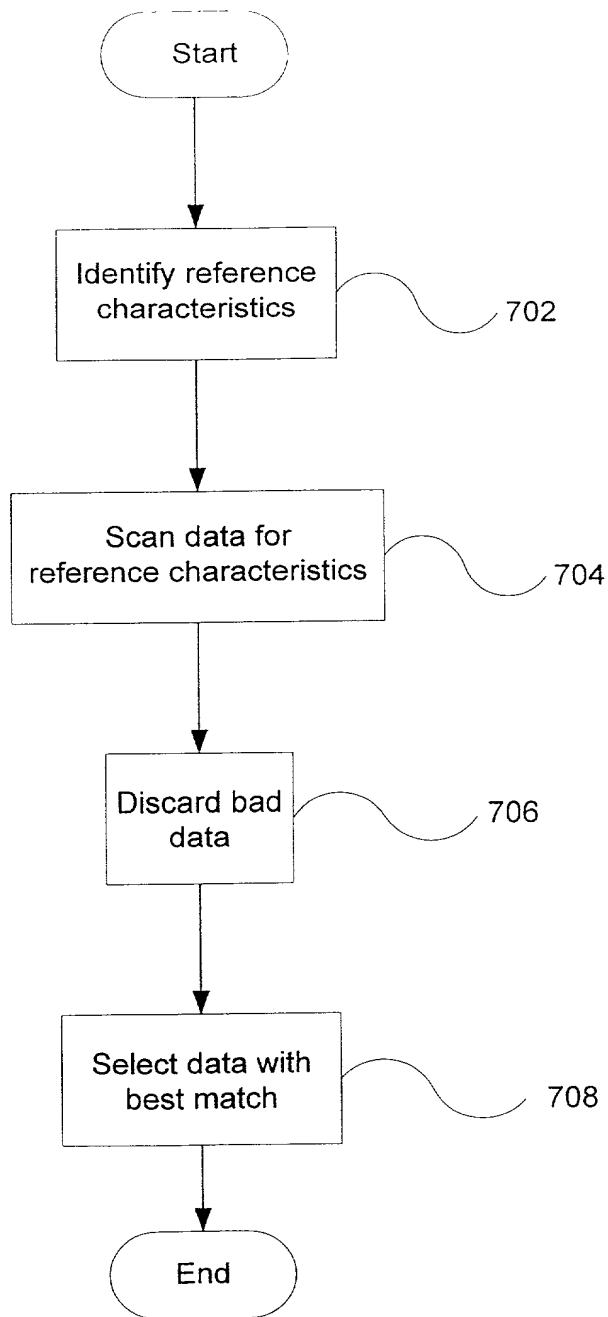 Start
Identify reference
characteristics
702
Scan data for
reference characteristics
704
Discard bad
data
706
Select data with
best match
708
End